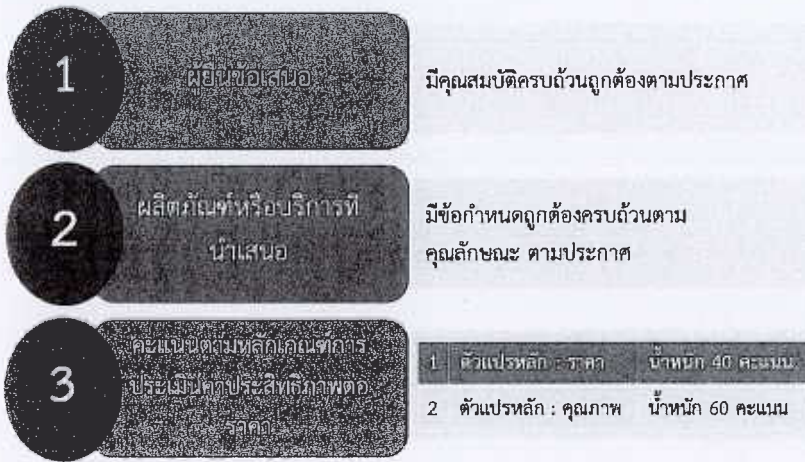 1
ผู้ยื่นข้อเสนอ
มีคุณสมบัติครบถ้วนถูกต้องตามประกาศ
2
ผลิตภัณฑ์หรือบริการที่
นำเสนอ
มีข้อกำหนดถูกต้องครบถ้วนตาม
คุณลักษณะ ตามประกาศ
3
คะแนนตามหลักเกณฑ์การ
ประเมินค่าประสิทธิภาพต่อ
ราคา
1 ตัวแปรหลัก : ราคา น้ำหนัก 40 คะแนน
2 ตัวแปรหลัก : คุณภาพ น้ำหนัก 60 คะแนน